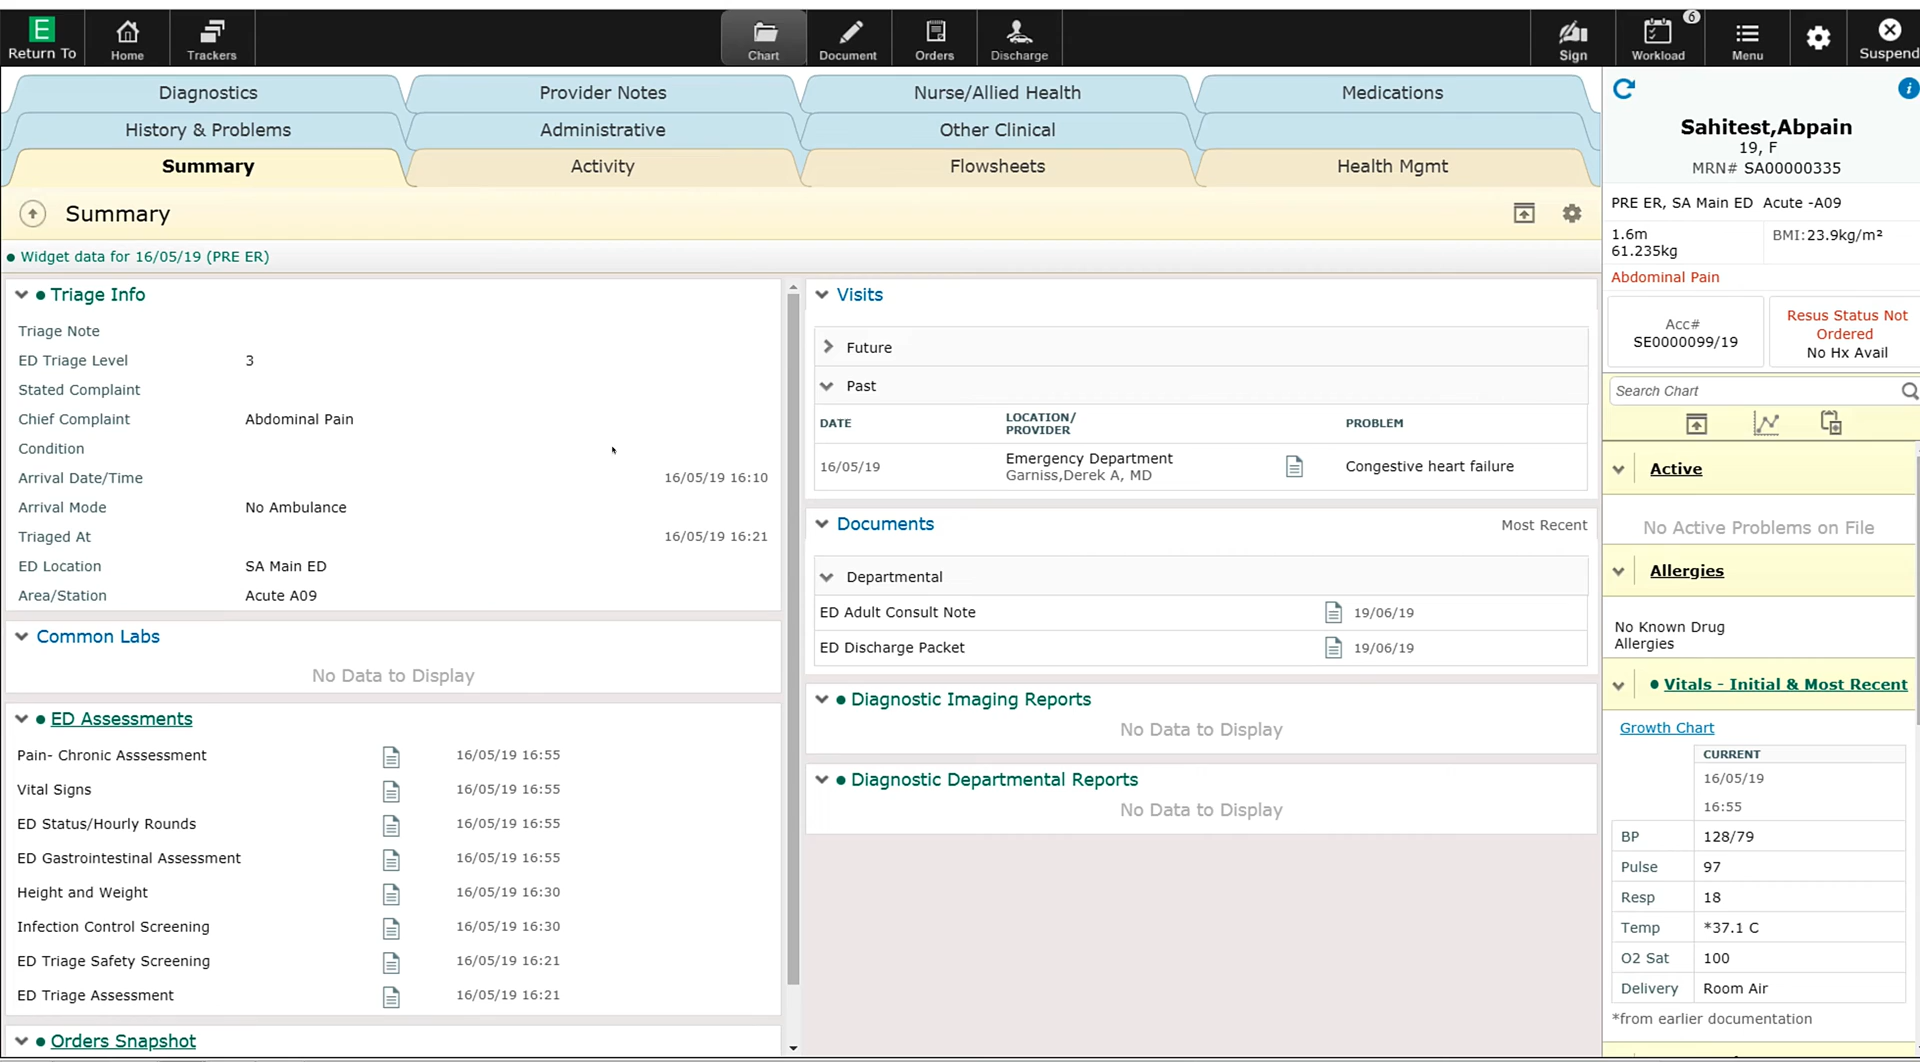 E
Return To
Home
Trackers
Chart
Document
Orders
Discharge
Sign
6
Workload
Menu
Suspend
Diagnostics
Provider Notes
Nurse/Allied Health
Medications
History & Problems
Administrative
Other Clinical
Summary
Activity
Flowsheets
Health Mgmt
Summary
Widget data for 16/05/19 (PRE ER)
Triage Info
Triage Note
ED Triage Level 3
Stated Complaint
Chief Complaint Abdominal Pain
Condition
Arrival Date/Time 16/05/19 16:10
Arrival Mode No Ambulance
Triaged At 16/05/19 16:21
ED Location SA Main ED
Area/Station Acute A09
Common Labs
No Data to Display
ED Assessments
Pain- Chronic Asssessment 16/05/19 16:55
Vital Signs 16/05/19 16:55
ED Status/Hourly Rounds 16/05/19 16:55
ED Gastrointestinal Assessment 16/05/19 16:55
Height and Weight 16/05/19 16:30
Infection Control Screening 16/05/19 16:30
ED Triage Safety Screening 16/05/19 16:21
ED Triage Assessment 16/05/19 16:21
Orders Snapshot
Visits
Future
Past
DATE LOCATION/ PROBLEM
PROVIDER
16/05/19 Emergency Department Congestive heart failure
Garniss,Derek A, MD
Documents Most Recent
Departmental
ED Adult Consult Note 19/06/19
ED Discharge Packet 19/06/19
Diagnostic Imaging Reports
No Data to Display
Diagnostic Departmental Reports
No Data to Display
i
Sahitest,Abpain
19, F
MRN# SA00000335
PRE ER, SA Main ED Acute -A09
1.6m BMI:23.9kg/m²
61.235kg
Abdominal Pain
Acc#
SE0000099/19
Resus Status Not
Ordered
No Hx Avail
Search Chart
Active
No Active Problems on File
Allergies
No Known Drug
Allergies
Vitals - Initial & Most Recent
Growth Chart
CURRENT
16/05/19
16:55
BP 128/79
Pulse 97
Resp 18
Temp *37.1 C
O2 Sat 100
Delivery Room Air
*from earlier documentation